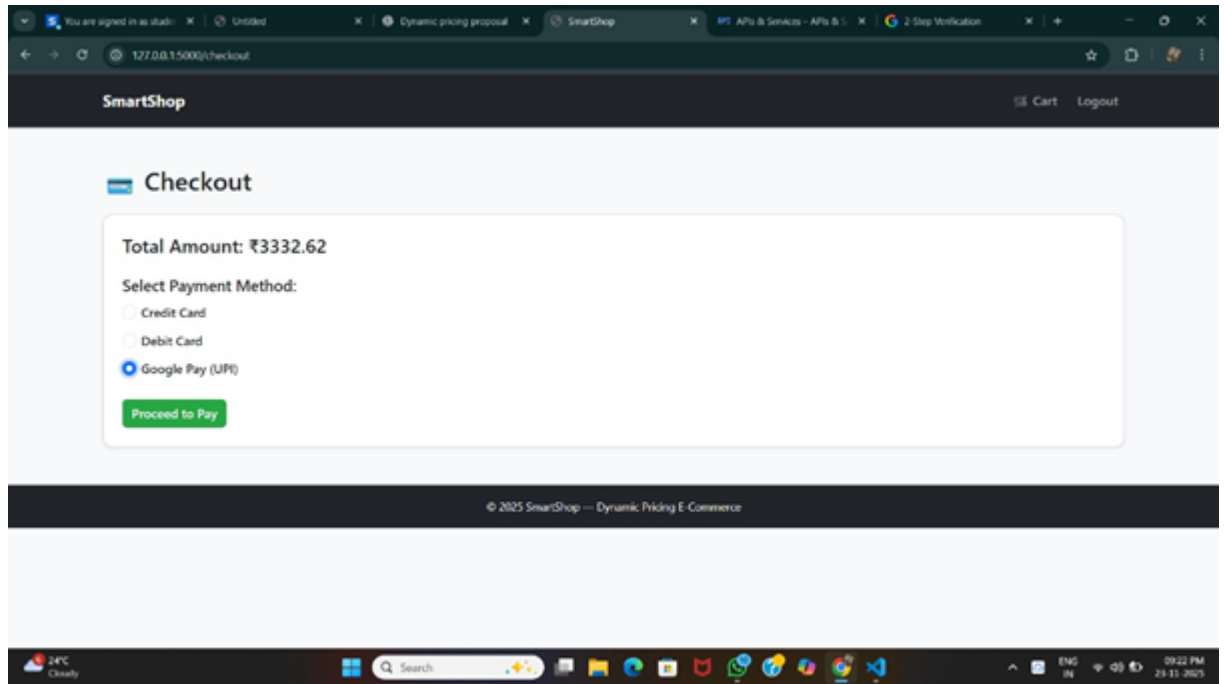 You are signed in as stude
Untitled
Dynamic pricing proposal
SmartShop
API APIs & Services – APIs & S
2-Step Verification
127.0.0.1:5000/checkout
SmartShop
Cart
Logout
Checkout
Total Amount: ₹3332.62
Select Payment Method:
Credit Card
Debit Card
Google Pay (UPI)
Proceed to Pay
© 2025 SmartShop — Dynamic Pricing E-Commerce
24°C
Cloudy
Search
ENG
IN
09:22 PM
23-11-2025